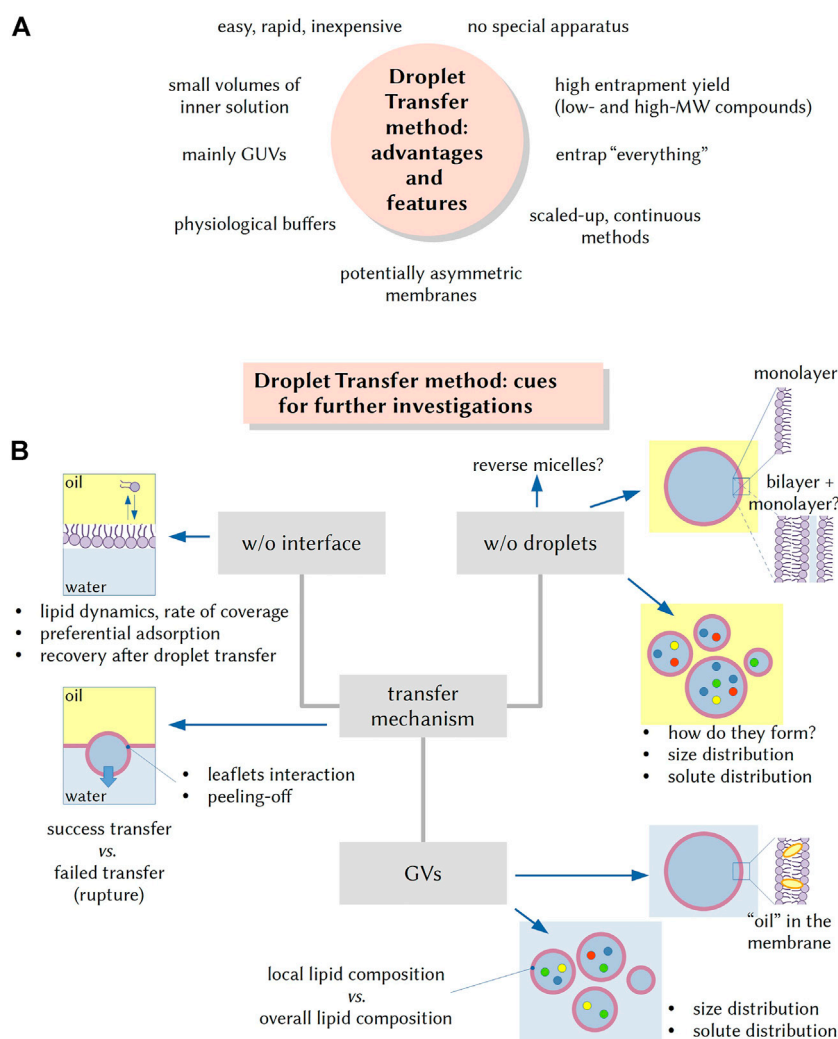 A
easy, rapid, inexpensive
no special apparatus
small volumes of
inner solution
mainly GUVs
physiological buffers
Droplet
Transfer
method:
advantages
and
features
high entrapment yield
(low- and high-MW compounds)
entrap “everything”
scaled-up, continuous
methods
potentially asymmetric
membranes
Droplet Transfer method: cues
for further investigations
B
oil
water
w/o interface
• lipid dynamics, rate of coverage
• preferential adsorption
• recovery after droplet transfer
reverse micelles?
w/o droplets
monolayer
bilayer +
monolayer?
• how do they form?
• size distribution
• solute distribution
transfer
mechanism
oil
water
• leaflets interaction
• peeling-off
success transfer
vs.
failed transfer
(rupture)
GVs
“oil” in the
membrane
local lipid composition
vs.
overall lipid composition
• size distribution
• solute distribution